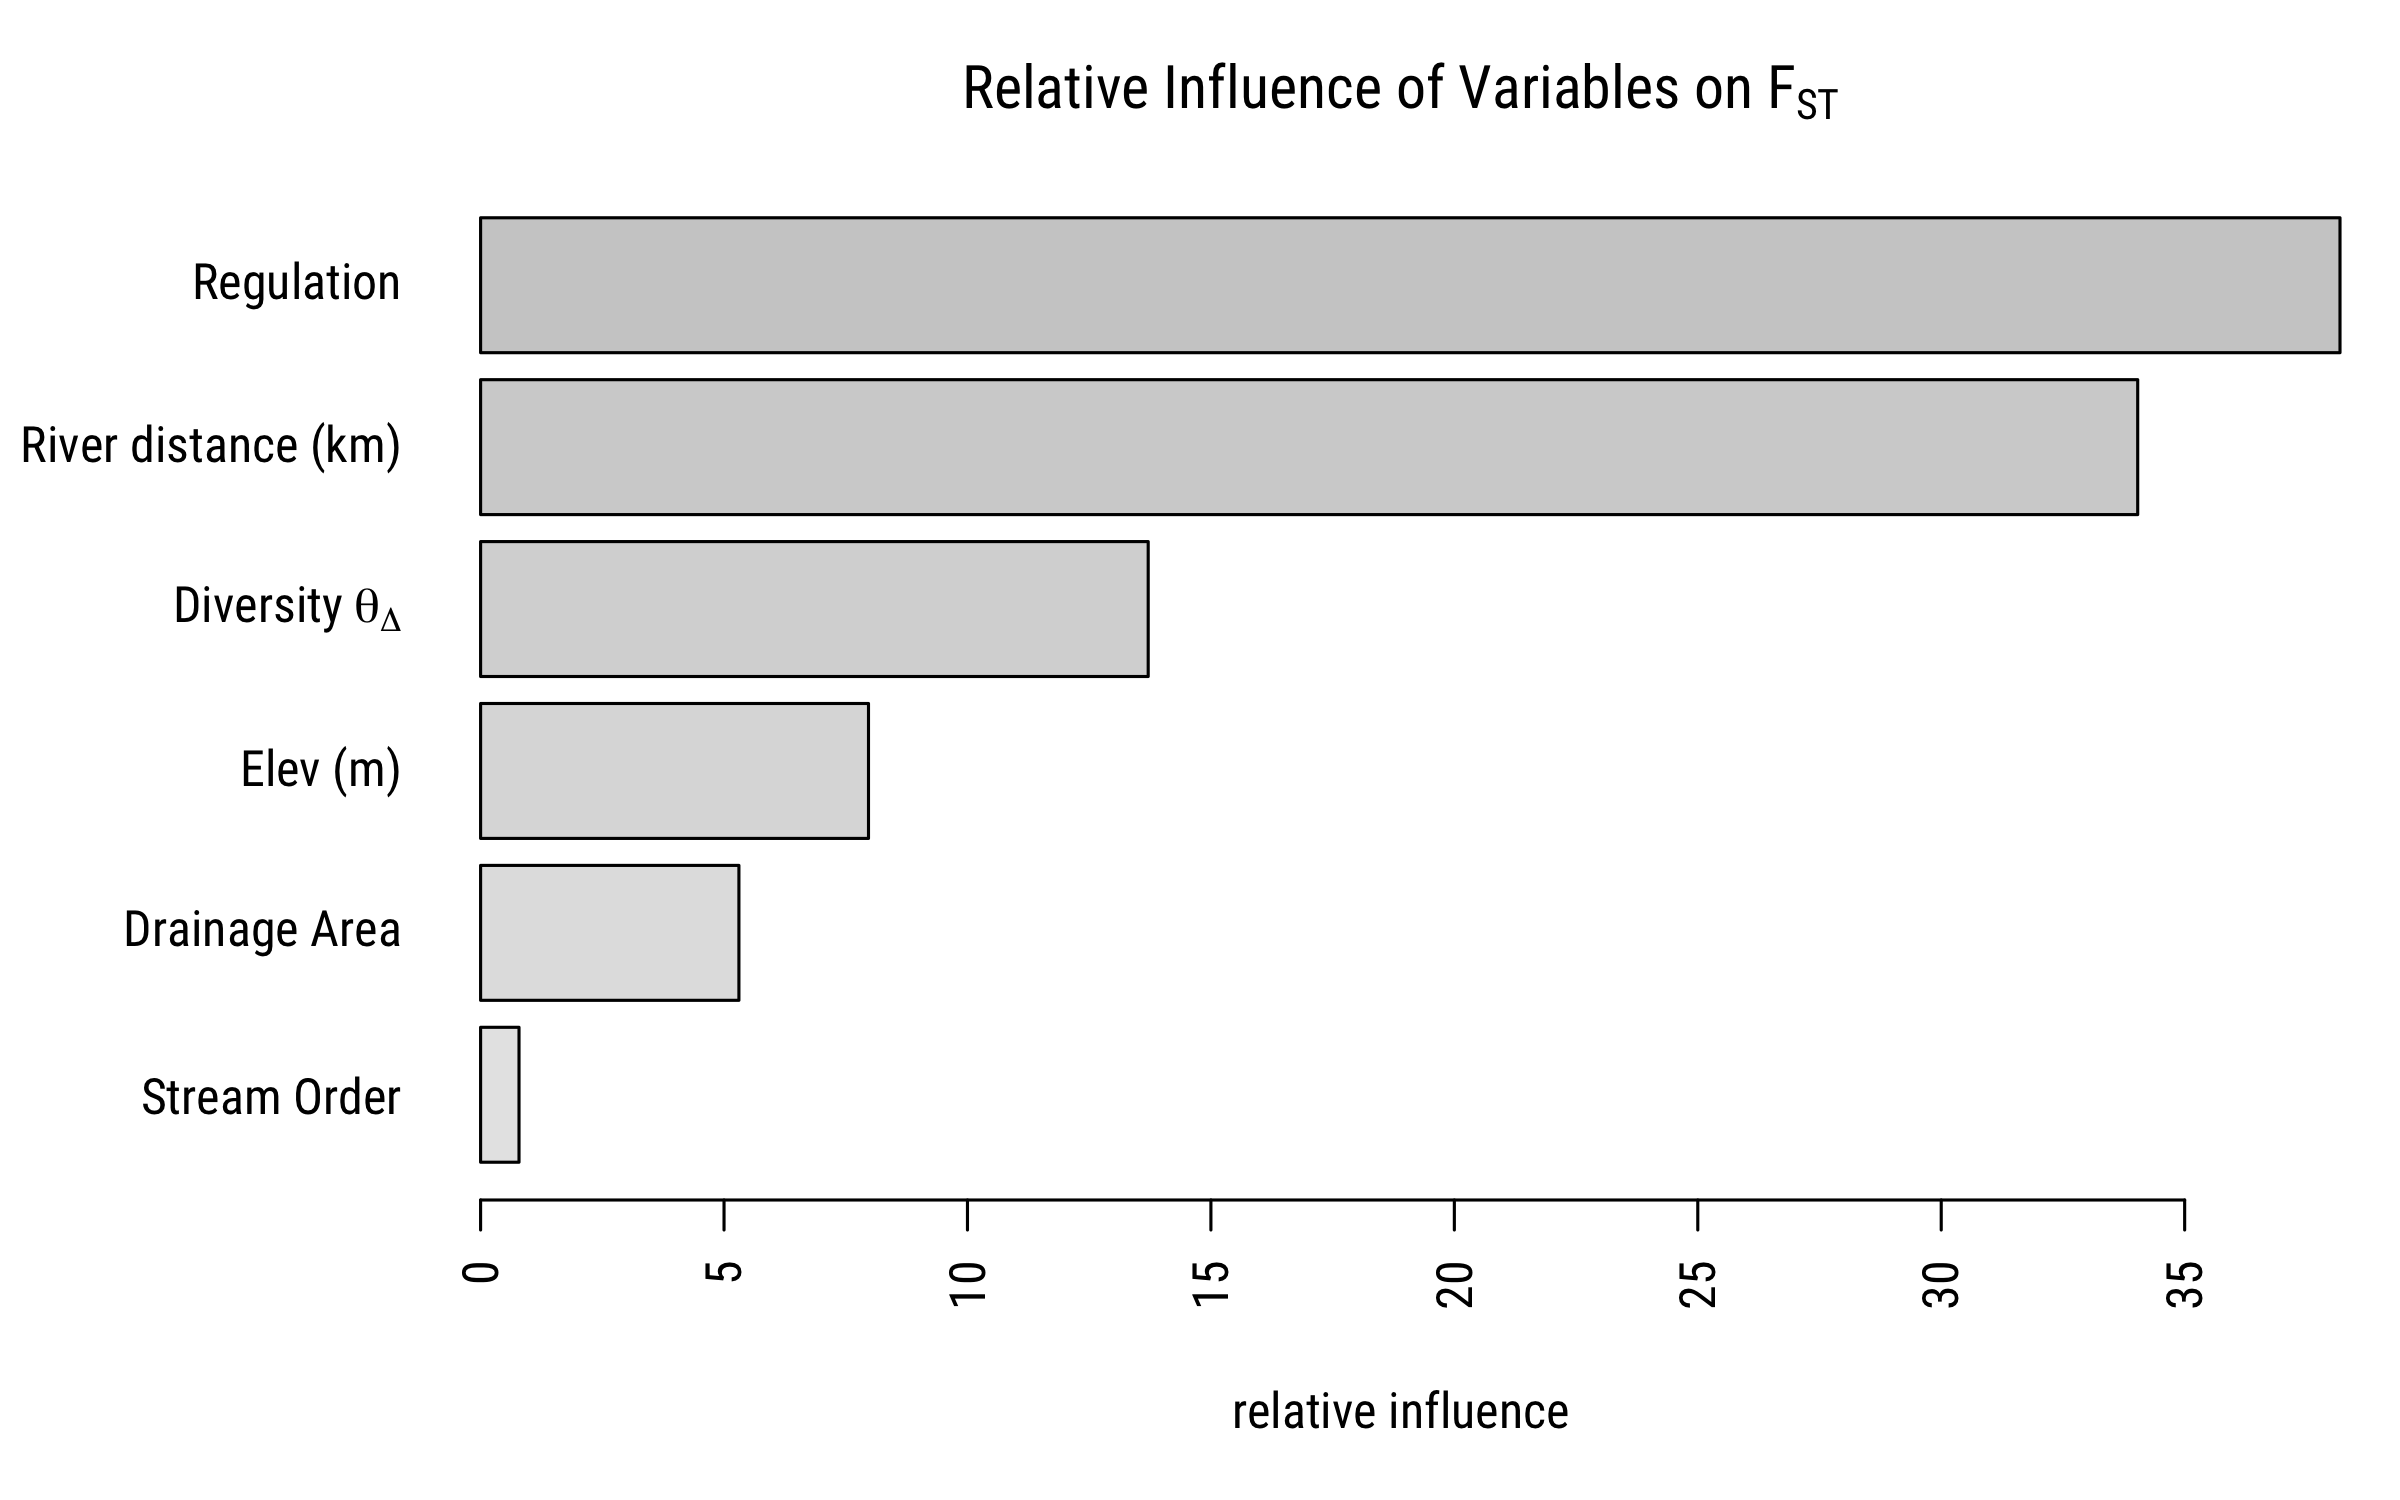 Relative Influence of Variables on F_ST
Regulation
River distance (km)
Diversity θ_Δ
Elev (m)
Drainage Area
Stream Order
0 5 10 15 20 25 30 35
relative influence